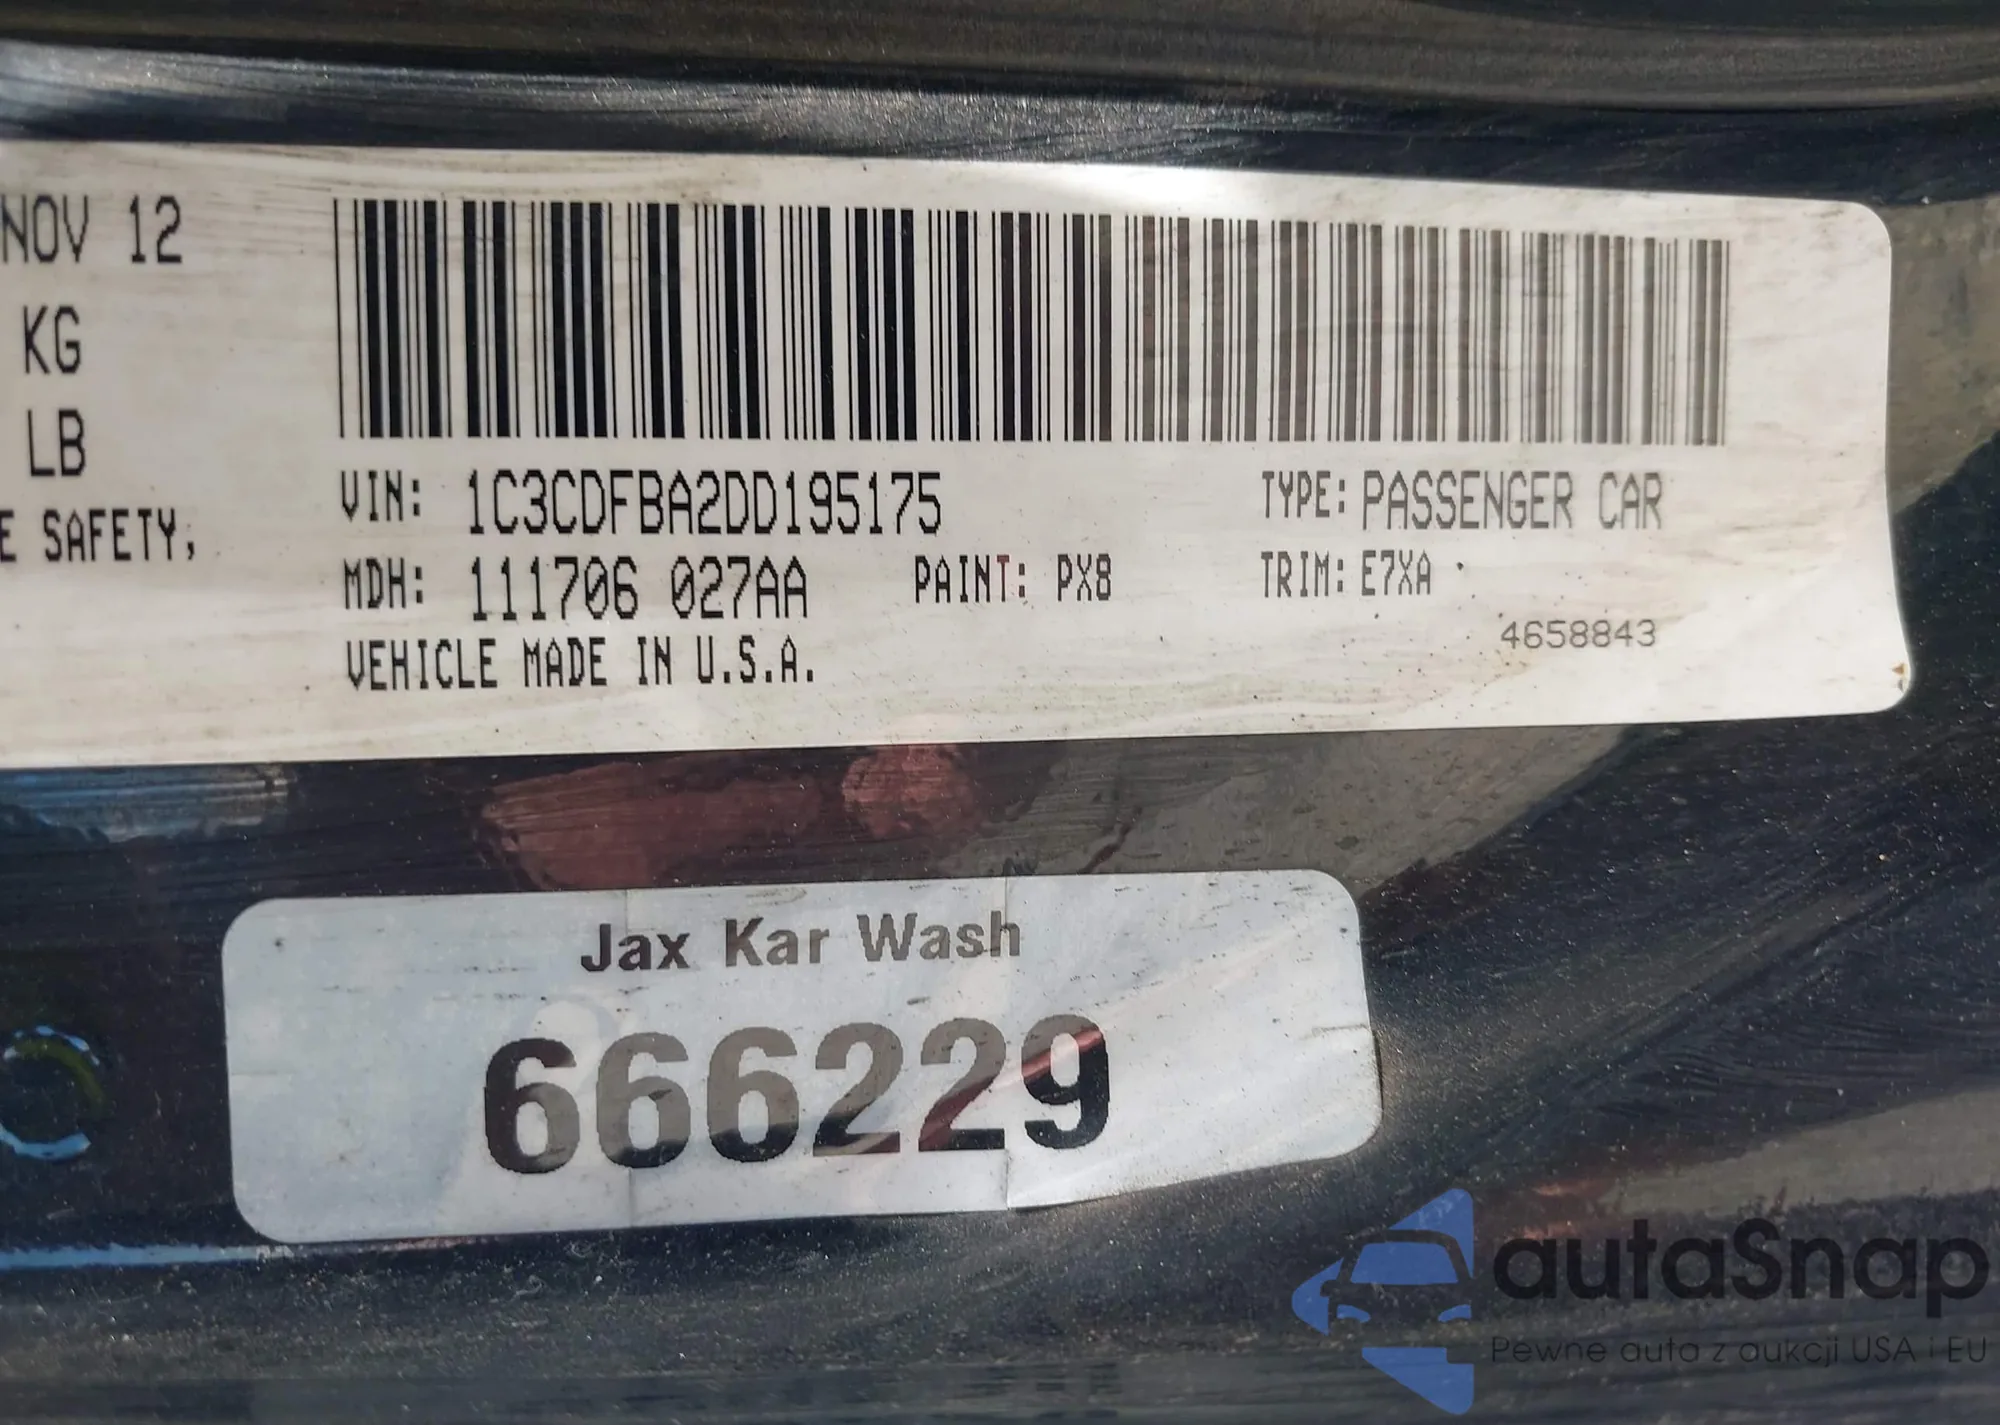 NOV 12
KG
LB
E SAFETY,
VIN: 1C3CDFBA2DD195175
TYPE: PASSENGER CAR
MDH: 111706 027AA
PAINT: PX8
TRIM: E7XA
VEHICLE MADE IN U.S.A.
4658843
Jax Kar Wash
666229
autaSnap
Pewne auta z aukcji USA i EU